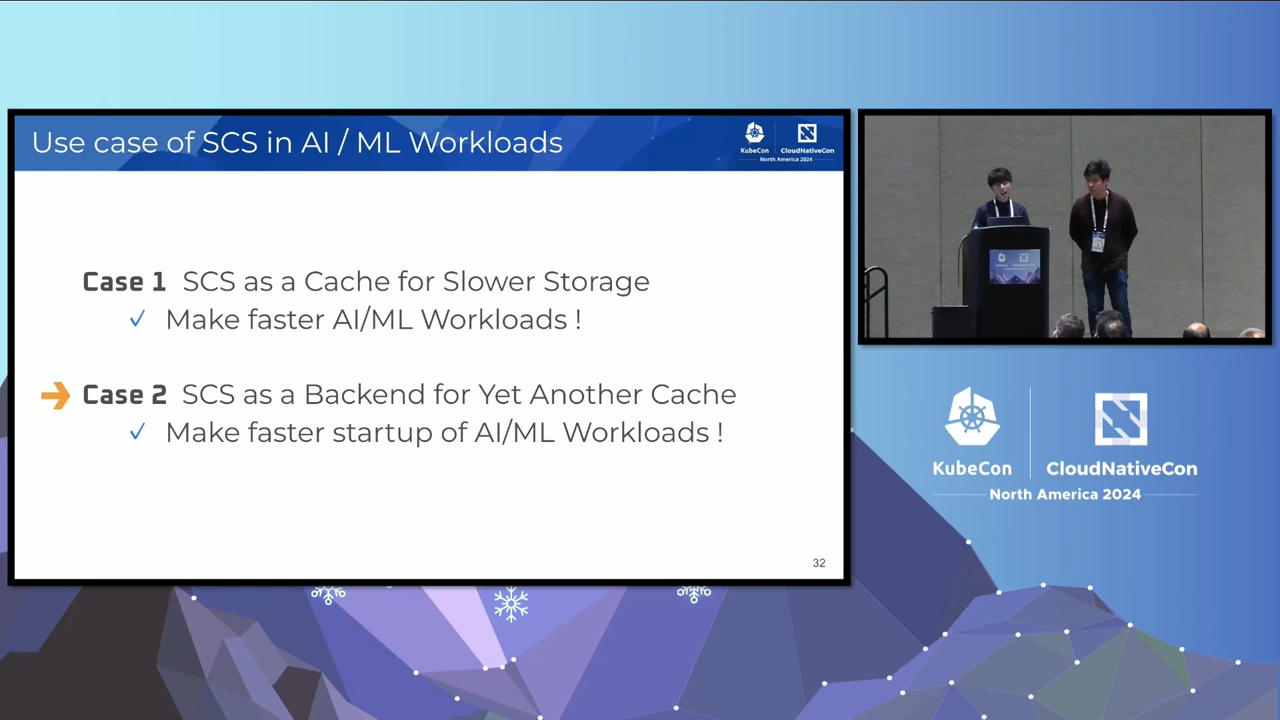 Use case of SCS in AI / ML Workloads
KubeCon
CloudNativeCon
North America 2024
Case 1 SCS as a Cache for Slower Storage
✓ Make faster AI/ML Workloads !
Case 2 SCS as a Backend for Yet Another Cache
✓ Make faster startup of AI/ML Workloads !
32
KubeCon
CloudNativeCon
North America 2024